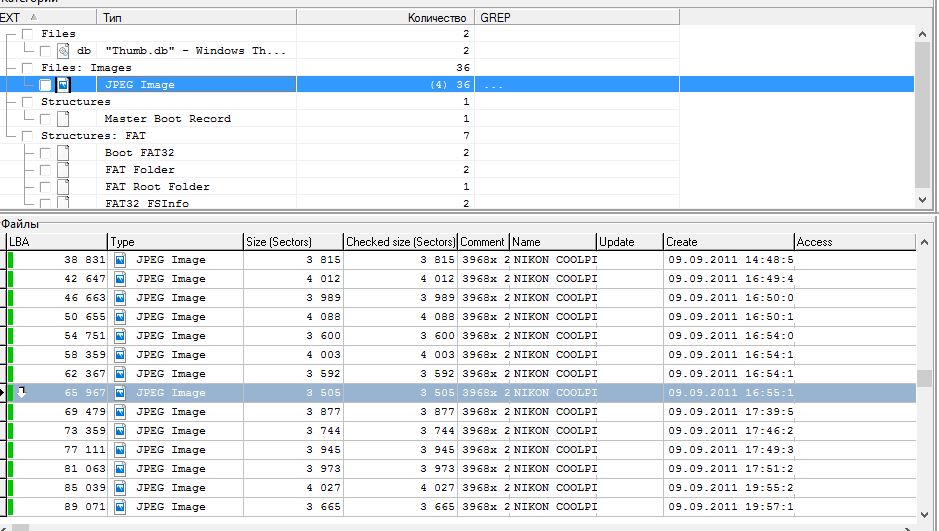 EXT Тип Количество GREP
Files 2
db "Thumb.db" - Windows Th... 2
Files: Images 36
JPEG Image (4) 36 ...
Structures 1
Master Boot Record 1
Structures: FAT 7
Boot FAT32 2
FAT Folder 2
FAT Root Folder 1
FAT32 FSInfo 2
Файлы
LBA Type Size (Sectors) Checked size (Sectors) Comment Name Update Create Access
38 831 JPEG Image 3 815 3 815 3968x 2 NIKON COOLPI 09.09.2011 14:48:5
42 647 JPEG Image 4 012 4 012 3968x 2 NIKON COOLPI 09.09.2011 16:49:4
46 663 JPEG Image 3 989 3 989 3968x 2 NIKON COOLPI 09.09.2011 16:50:0
50 655 JPEG Image 4 088 4 088 3968x 2 NIKON COOLPI 09.09.2011 16:50:1
54 751 JPEG Image 3 600 3 600 3968x 2 NIKON COOLPI 09.09.2011 16:54:0
58 359 JPEG Image 4 003 4 003 3968x 2 NIKON COOLPI 09.09.2011 16:54:1
62 367 JPEG Image 3 592 3 592 3968x 2 NIKON COOLPI 09.09.2011 16:54:1
65 967 JPEG Image 3 505 3 505 3968x 2 NIKON COOLPI 09.09.2011 16:55:1
69 479 JPEG Image 3 877 3 877 3968x 2 NIKON COOLPI 09.09.2011 17:39:5
73 359 JPEG Image 3 744 3 744 3968x 2 NIKON COOLPI 09.09.2011 17:46:2
77 111 JPEG Image 3 945 3 945 3968x 2 NIKON COOLPI 09.09.2011 17:49:3
81 063 JPEG Image 3 973 3 973 3968x 2 NIKON COOLPI 09.09.2011 17:51:2
85 039 JPEG Image 4 027 4 027 3968x 2 NIKON COOLPI 09.09.2011 19:55:2
89 071 JPEG Image 3 665 3 665 3968x 2 NIKON COOLPI 09.09.2011 19:57:1